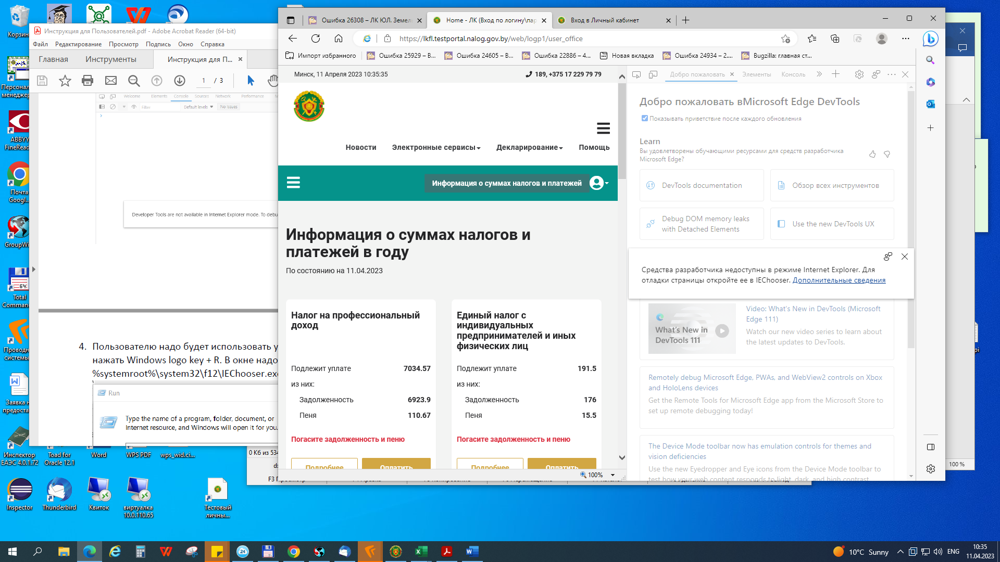 Корзин
Персонал
менеджер
ABBYY
FineRead
Почта
Googl...
GroupWi
Total
Comman
Проводн
системы
Заявка н
предоста
Инспектор
ЕАЭС 4.0.1.72
Toad for
Oracle 12.1
Word
WPS PDF
wps_wid.ci...
Inspector
Thunderbird
Квиток
виртуалка
10.0.110.65
Тестовый
личны...
Инструкция для Пользователей.pdf - Adobe Acrobat Reader (64-bit)
Файл Редактирование Просмотр Подпись Окно Справка
Главная Инструменты Инструкция для П...
1 / 3
Welcome Elements Console Sources Network Performance
Filter Default levels No Issues
Developer Tools are not available in Internet Explorer mode. To debu
4. Пользователю надо будет использовать у
нажать Windows logo key + R. В окне надо
%systemroot%\system32\f12\IEChooser.exe
Run
Type the name of a program, folder, document, or
Internet resource, and Windows will open it for you.
0 Кб из 534
d:
Ошибка 26308 – ЛК ЮЛ. Земел
Home - ЛК (Вход по логину\пар
Вход в Личный кабинет
https://lkfl.testportal.nalog.gov.by/web/logp1/user_office
Импорт избранного
Ошибка 25929 – В...
Ошибка 24605 – В...
Ошибка 22886 – 4...
Новая вкладка
Ошибка 24934 – 2....
Bugzilla: главная ст...
Минск, 11 Апреля 2023 10:35:35
189, +375 17 229 79 79
Новости Электронные сервисы Декларирование Помощь
Информация о суммах налогов и платежей
Информация о суммах налогов и
платежей в году
По состоянию на 11.04.2023
Налог на профессиональный
доход
Подлежит уплате 7034.57
из них:
Задолженность 6923.9
Пеня 110.67
Погасите задолженность и пеню
Подробнее Оплатить
Единый налог с
индивидуальных
предпринимателей и иных
физических лиц
Подлежит уплате 191.5
из них:
Задолженность 176
Пеня 15.5
Погасите задолженность и пеню
Подробнее Оплатить
100%
Добро пожаловать Элементы Консоль
Добро пожаловать вMicrosoft Edge DevTools
Показывать приветствие после каждого обновления
Learn
Вы удовлетворены обучающими ресурсами для средств разработчика
Microsoft Edge?
DevTools documentation
Обзор всех инструментов
Debug DOM memory leaks
with Detached Elements
Use the new DevTools UX
Средства разработчика недоступны в режиме Internet Explorer. Для
отладки страницы откройте ее в IEChooser. Дополнительные сведения
What's New in
DevTools 111
Video: What's New in DevTools (Microsoft
Edge 111)
Watch our new video series to learn about
the latest updates to DevTools.
Remotely debug Microsoft Edge, PWAs, and WebView2 controls on Xbox
and HoloLens devices
Get the Remote Tools for Microsoft Edge app from the Microsoft Store to
set up remote debugging today!
The Device Mode toolbar now has emulation controls for themes and
vision deficiencies
Use the new Eyedropper and Eye icons from the Device Mode toolbar to
test how your web content responds to light, dark, and high contrast
100 %
24
10°C Sunny
ENG
10:35
11.04.2023